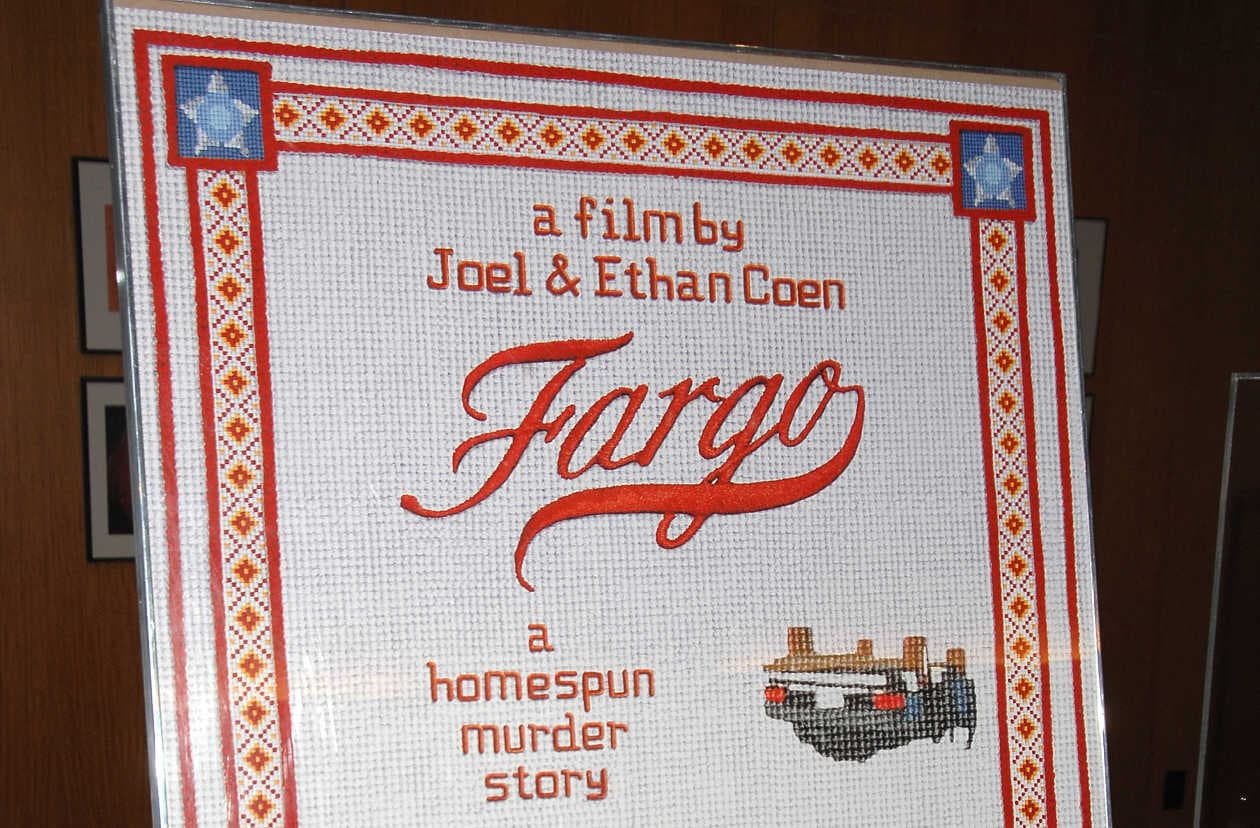 a film by
Joel & Ethan Coen
Fargo
a
homespun
murder
story